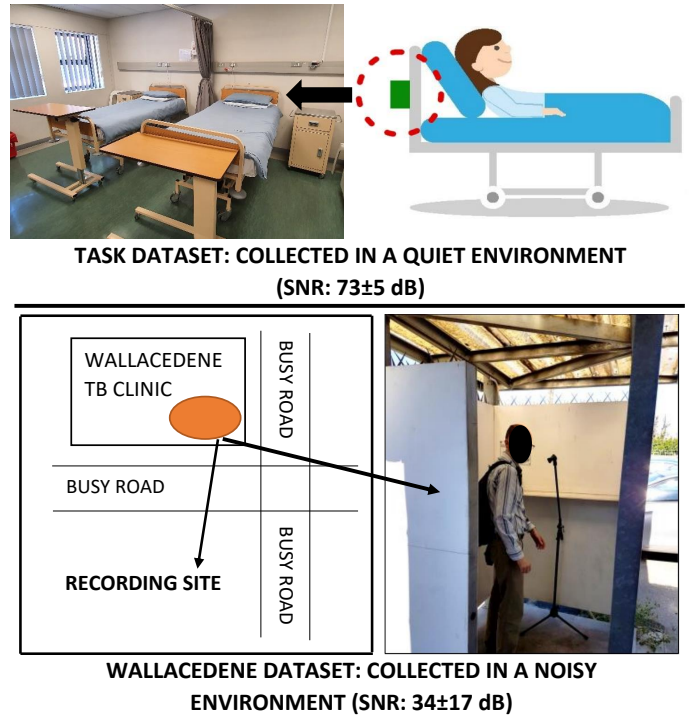 TASK DATASET: COLLECTED IN A QUIET ENVIRONMENT
(SNR: 73±5 dB)
WALLACEDENE
TB CLINIC
BUSY ROAD
BUSY ROAD
BUSY ROAD
RECORDING SITE
WALLACEDENE DATASET: COLLECTED IN A NOISY
ENVIRONMENT (SNR: 34±17 dB)